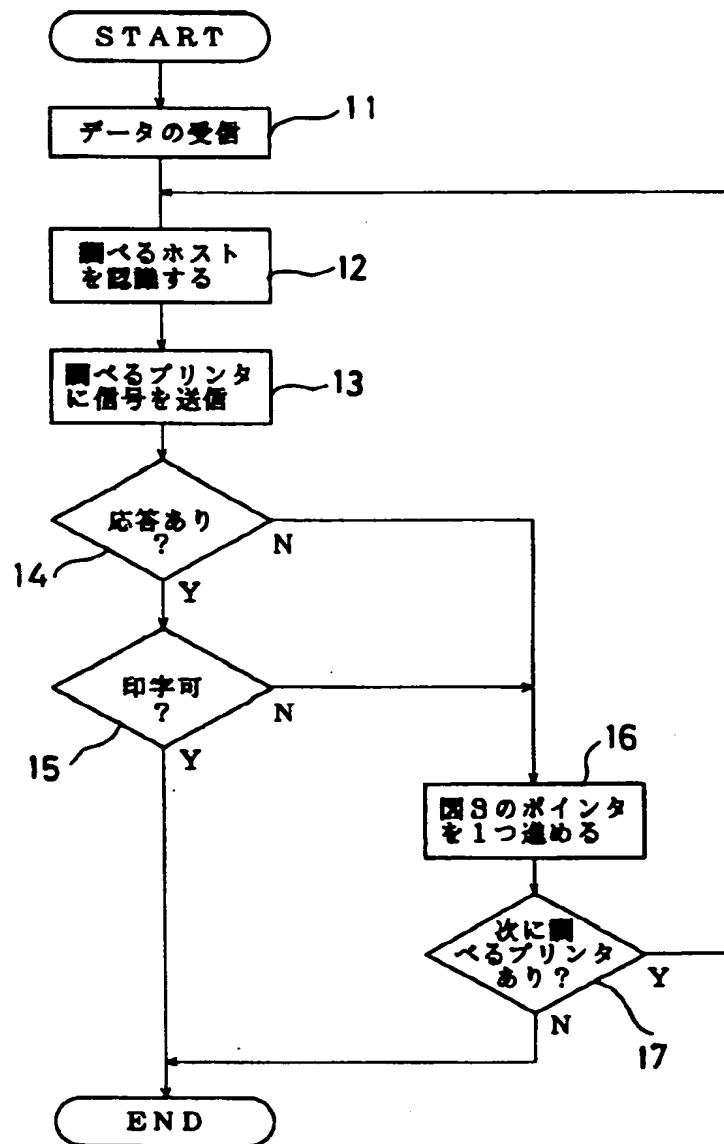 START
データの受信
11
調べるホスト
を認識する
12
調べるプリンタ
に信号を送信
13
応答あり
?
14
N
Y
印字可
?
15
N
Y
16
図3のポインタ
を1つ進める
次に調
べるプリンタ
あり?
Y
N
17
END